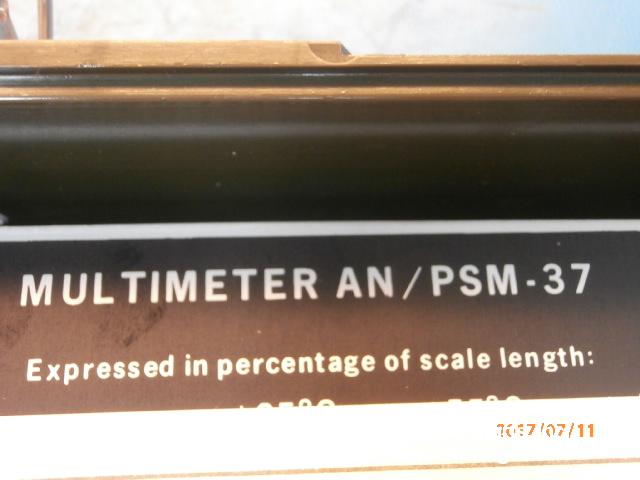 MULTIMETER AN/PSM-37
Expressed in percentage of scale length: